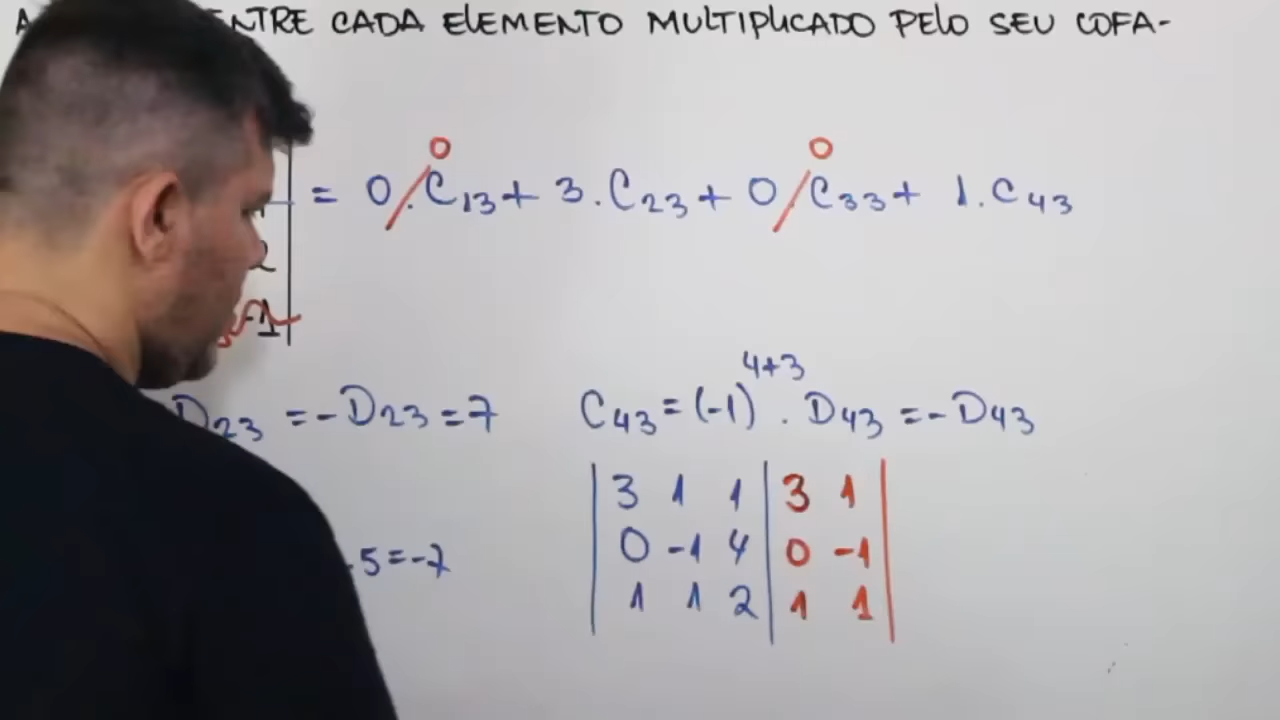 ENTRE CADA ELEMENTO MULTIPLICADO PELO SEU COFA-
0 0
= 0.C13 + 3.C23 + 0.C33 + 1.C43
2
-1
4+3
D23 = -D23 = 7 C43 = (-1) . D43 = -D43
3 1 1 3 1
0 -1 4 0 -1
5 = -7
1 1 2 1 1